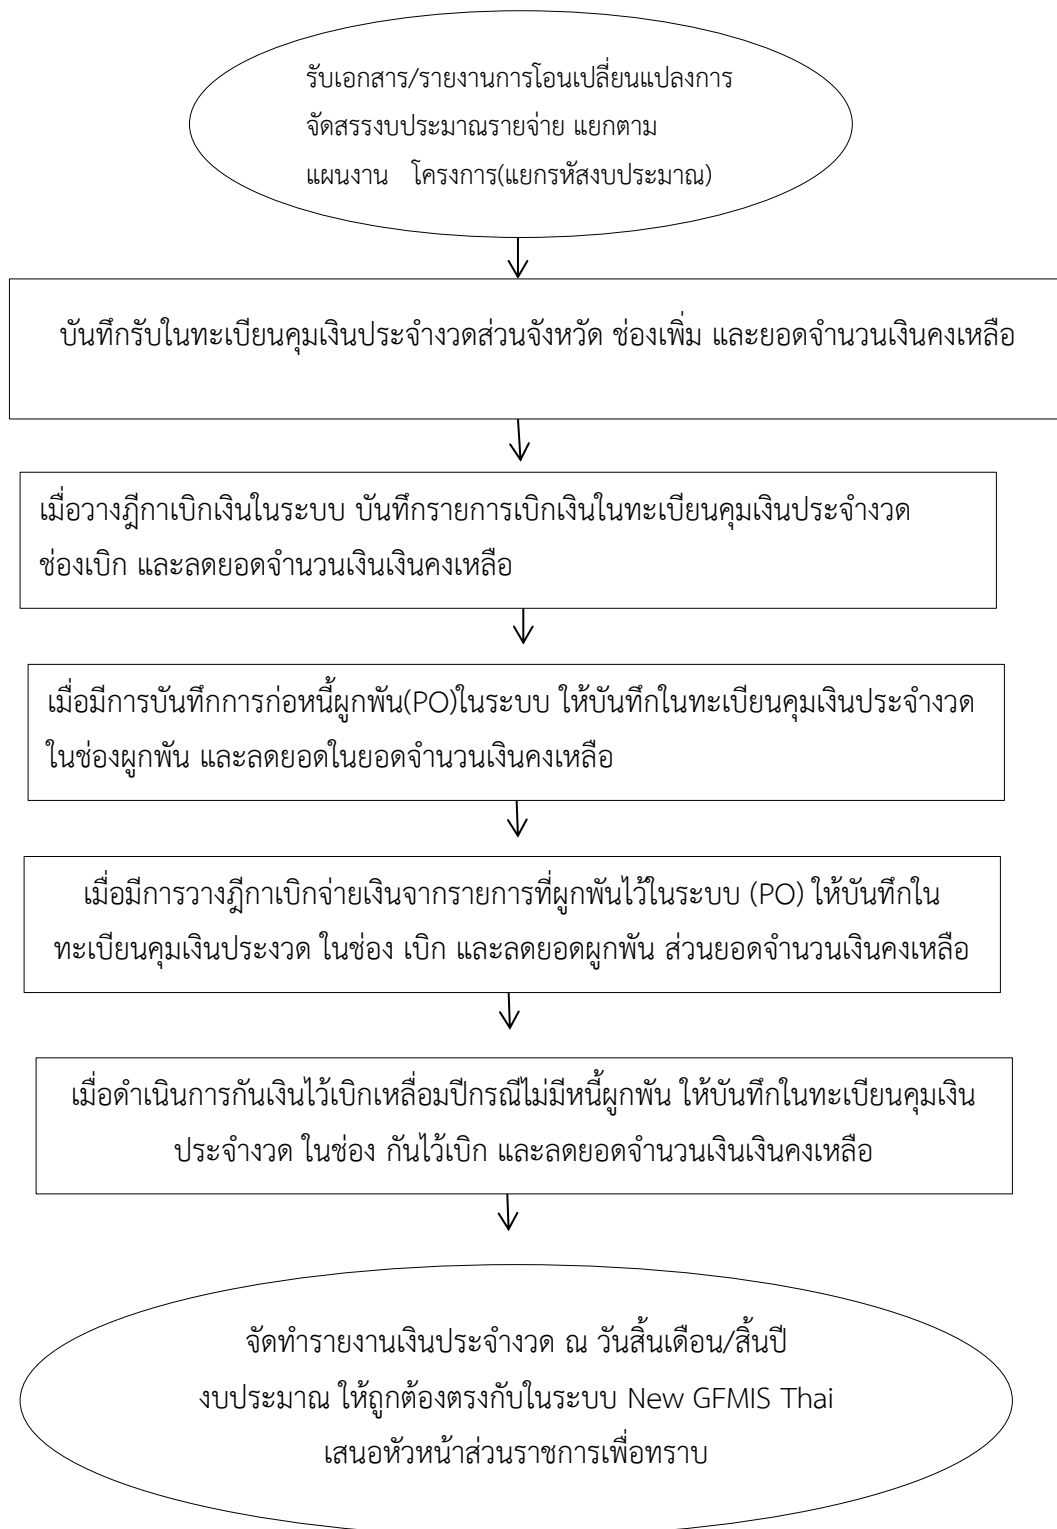 รับเอกสาร/รายงานการโอนเปลี่ยนแปลงการ
จัดสรรงบประมาณรายจ่าย แยกตาม
แผนงาน โครงการ(แยกรหัสงบประมาณ)
บันทึกรับในทะเบียนคุมเงินประจำงวดส่วนจังหวัด ช่องเพิ่ม และยอดจำนวนเงินคงเหลือ
เมื่อวางฎีกาเบิกเงินในระบบ บันทึกรายการเบิกเงินในทะเบียนคุมเงินประจำงวด
ช่องเบิก และลดยอดจำนวนเงินเงินคงเหลือ
เมื่อมีการบันทึกการก่อหนี้ผูกพัน(PO)ในระบบ ให้บันทึกในทะเบียนคุมเงินประจำงวด
ในช่องผูกพัน และลดยอดในยอดจำนวนเงินคงเหลือ
เมื่อมีการวางฎีกาเบิกจ่ายเงินจากรายการที่ผูกพันไว้ในระบบ (PO) ให้บันทึกใน
ทะเบียนคุมเงินประงวด ในช่อง เบิก และลดยอดผูกพัน ส่วนยอดจำนวนเงินคงเหลือ
เมื่อดำเนินการกันเงินไว้เบิกเหลื่อมปีกรณีไม่มีหนี้ผูกพัน ให้บันทึกในทะเบียนคุมเงิน
ประจำงวด ในช่อง กันไว้เบิก และลดยอดจำนวนเงินเงินคงเหลือ
จัดทำรายงานเงินประจำงวด ณ วันสิ้นเดือน/สิ้นปี
งบประมาณ ให้ถูกต้องตรงกับในระบบ New GFMIS Thai
เสนอหัวหน้าส่วนราชการเพื่อทราบ